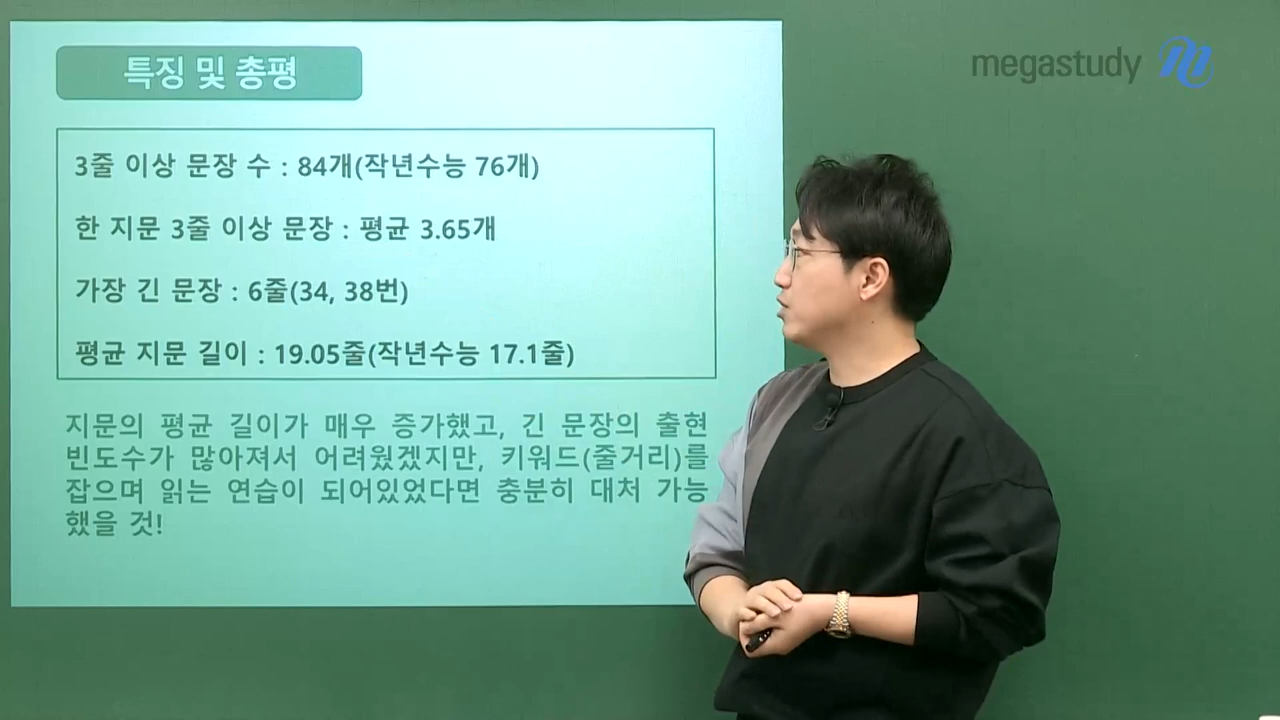 특징 및 총평
megastudy
3줄 이상 문장 수 : 84개(작년수능 76개)
한 지문 3줄 이상 문장 : 평균 3.65개
가장 긴 문장 : 6줄(34, 38번)
평균 지문 길이 : 19.05줄(작년수능 17.1줄)
지문의 평균 길이가 매우 증가했고, 긴 문장의 출현
빈도수가 많아져서 어려웠겠지만, 키워드(줄거리)를
잡으며 읽는 연습이 되어있었다면 충분히 대처 가능
했을 것!